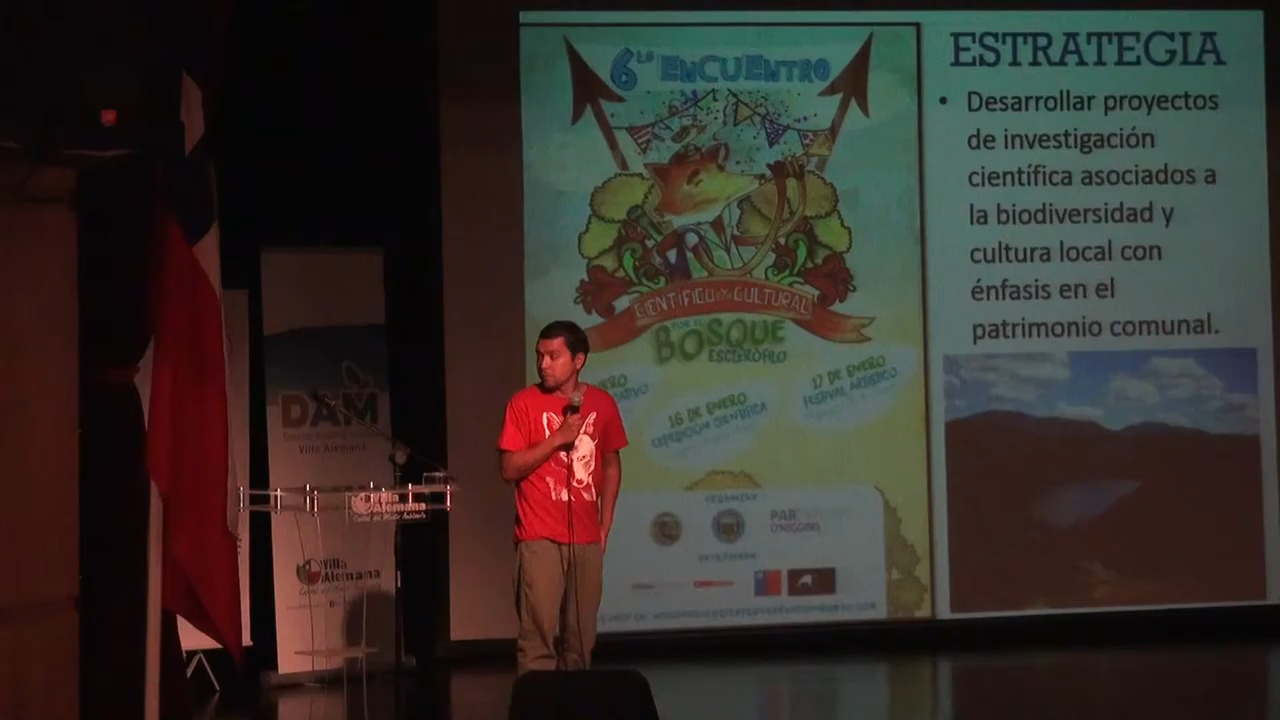 6to ENCUENTRO
CIENTÍFICO Y CULTURAL
POR EL
BOSQUE
ESCLERÓFILO
16 DE ENERO
EXPEDICIÓN CIENTÍFICA
17 DE ENERO
FESTIVAL ARTÍSTICO
ESTRATEGIA
• Desarrollar proyectos
de investigación
científica asociados a
la biodiversidad y
cultura local con
énfasis en el
patrimonio comunal.
DAM
Villa Alemana
Villa
Alemana
Villa
Alemana